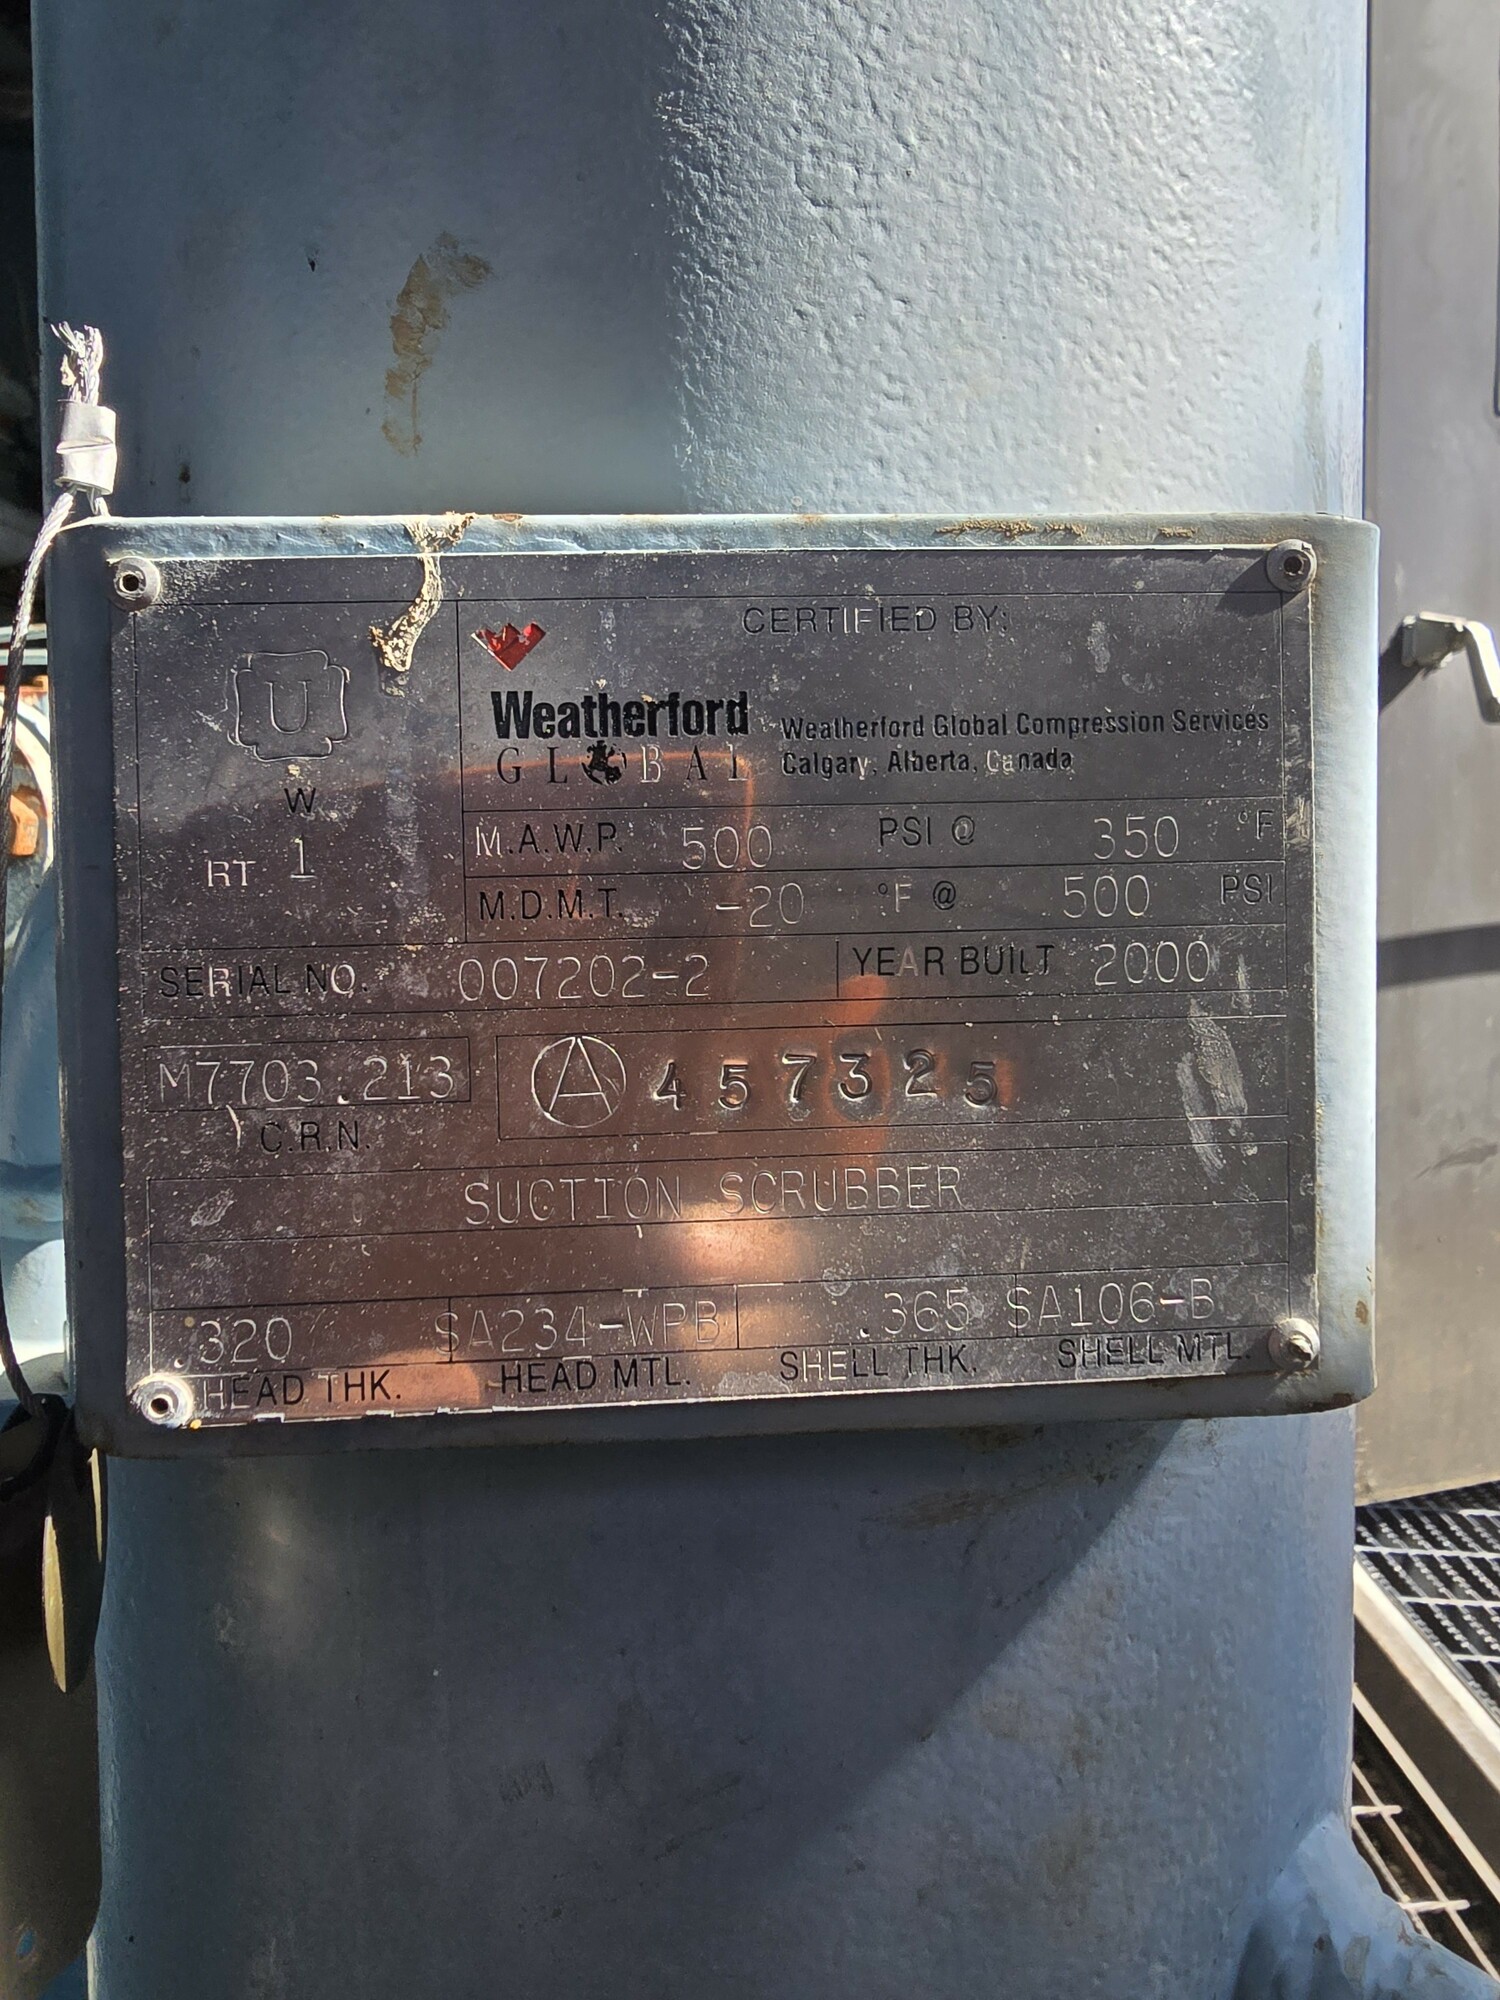 CERTIFIED BY:
U
Weatherford
GLOBAL
Weatherford Global Compression Services
Calgary, Alberta, Canada
W
RT 1
M.A.W.P. 500 PSI @ 350 °F
M.D.M.T. -20 °F @ 500 PSI
SERIAL NO. 007202-2 YEAR BUILT 2000
M7703.213
C.R.N.
A 457325
SUCTION SCRUBBER
.320 SA234-WPB .365 SA106-B
HEAD THK. HEAD MTL. SHELL THK. SHELL MTL.